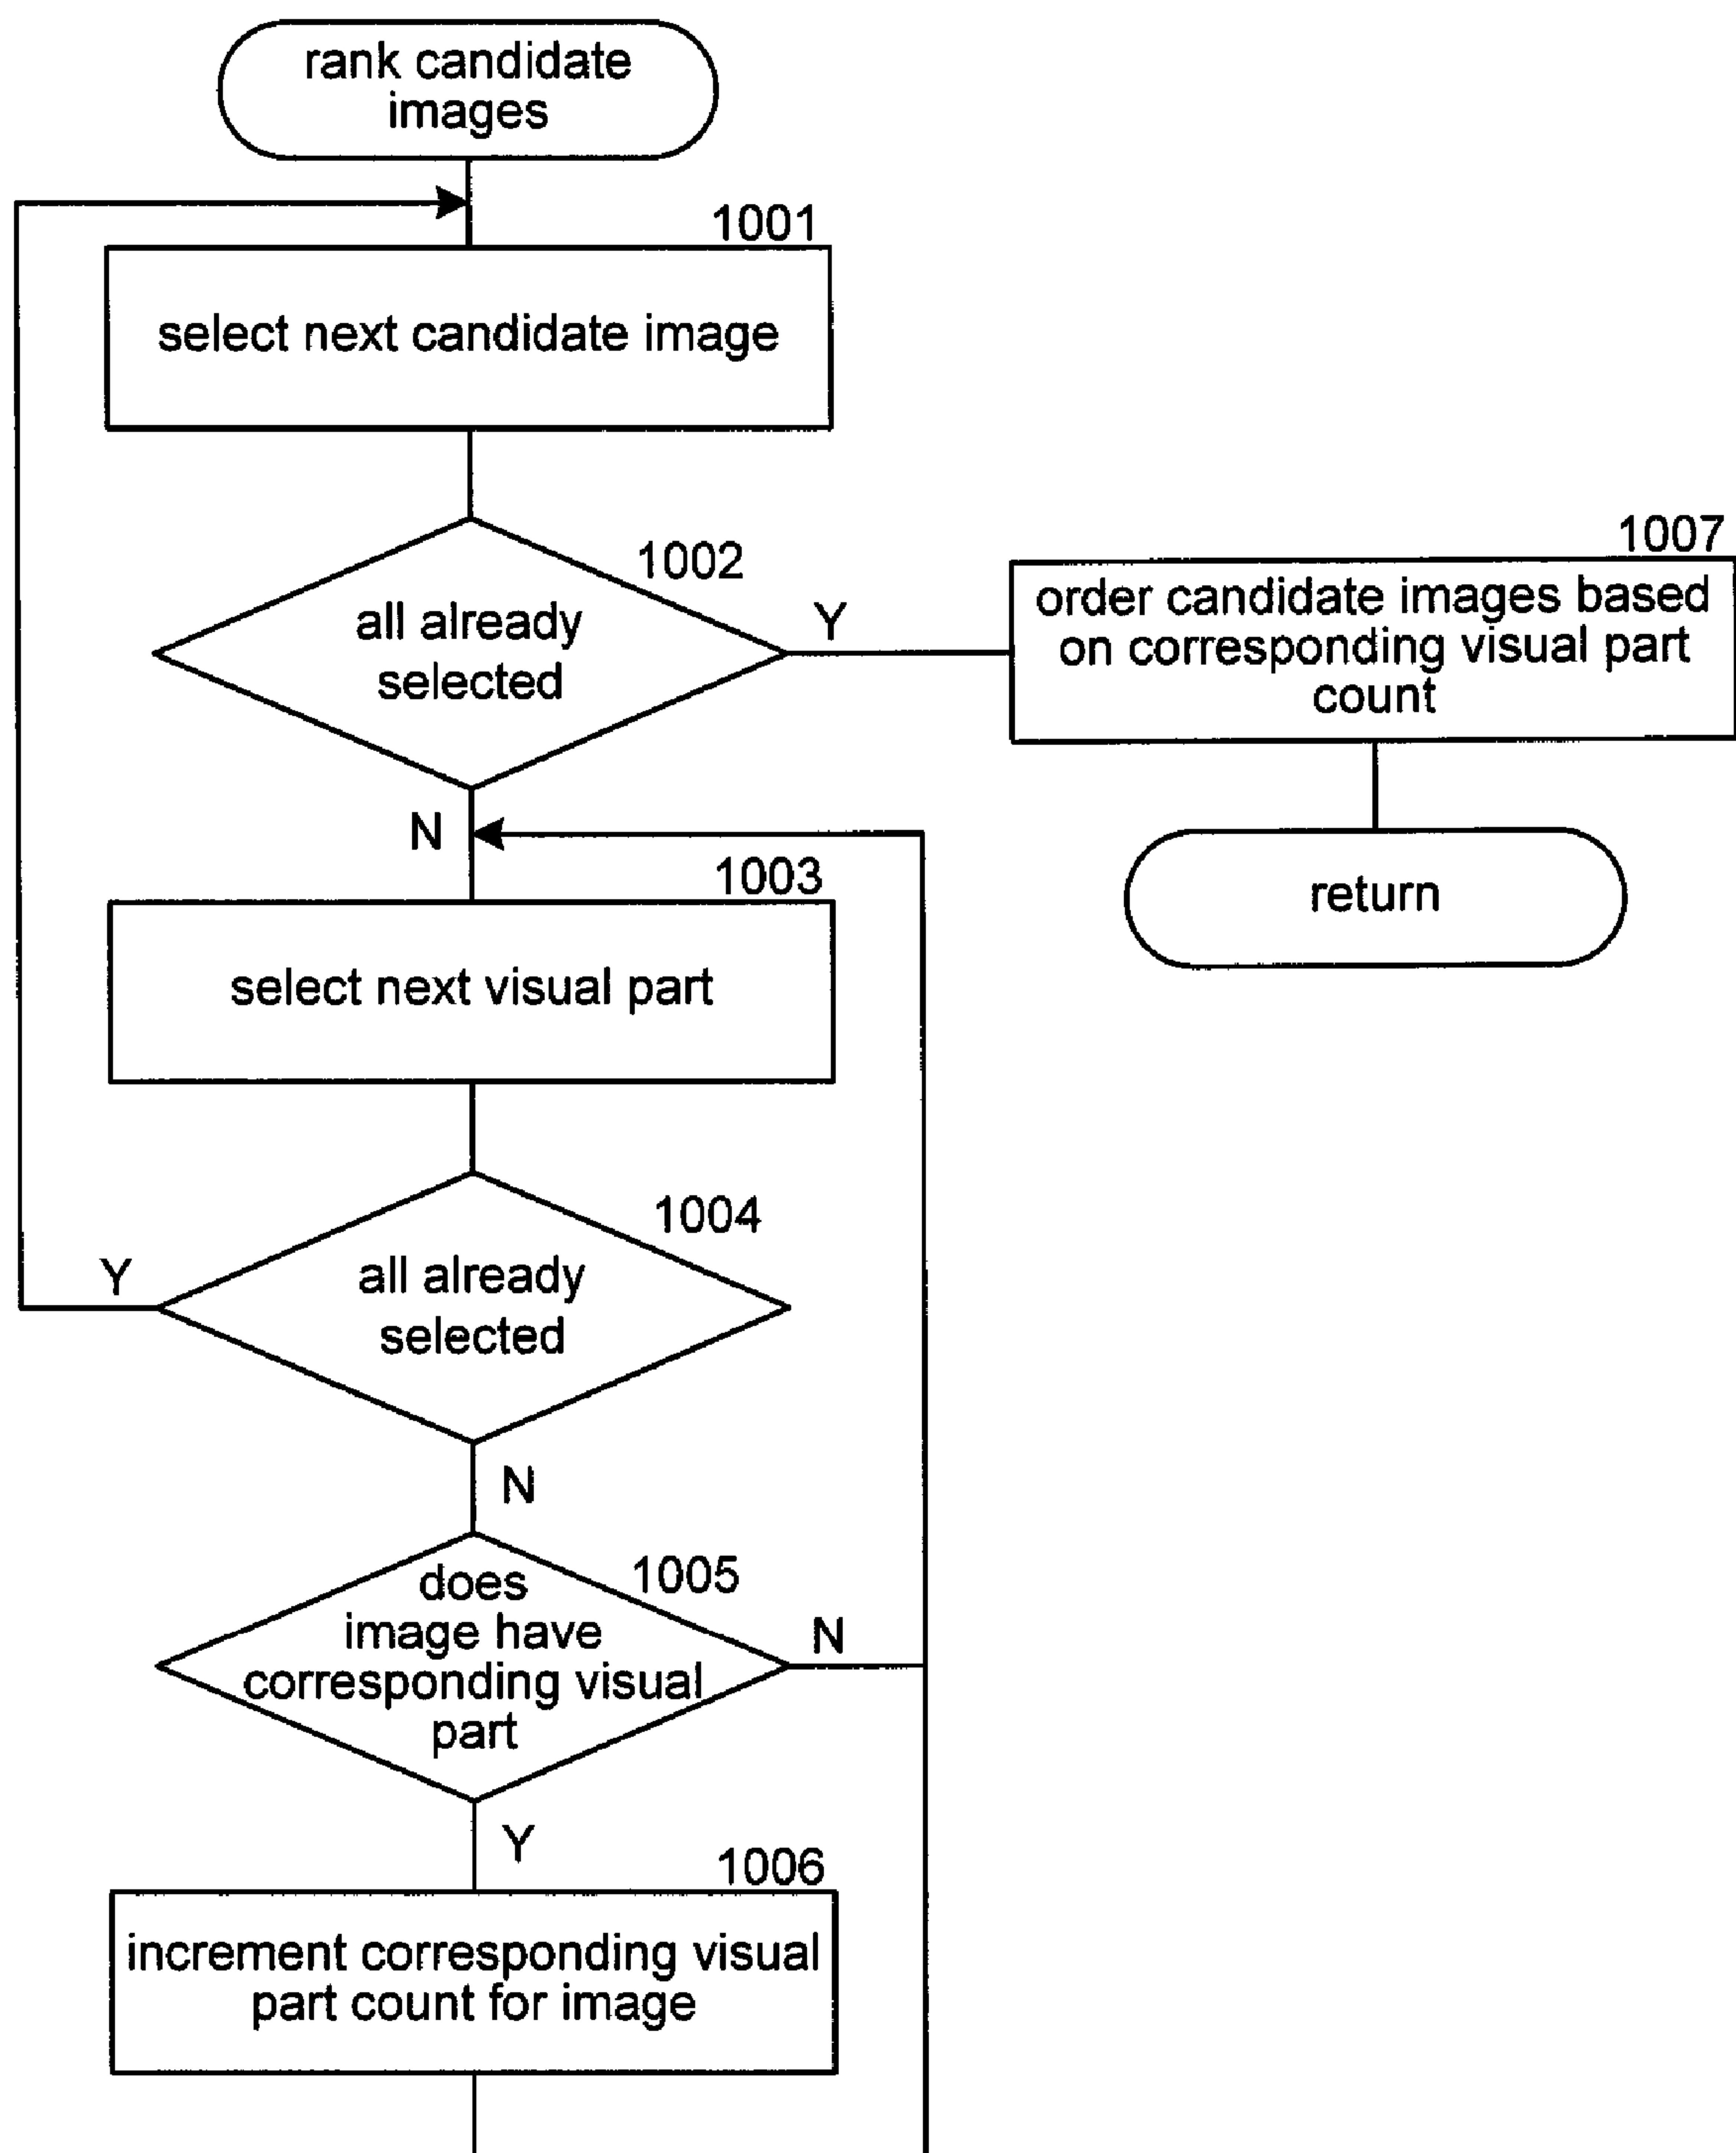 rank candidate
images
1001
select next candidate image
1002
all already
selected
Y
N
1007
order candidate images based
on corresponding visual part
count
return
1003
select next visual part
1004
all already
selected
Y
N
1005
does
image have
corresponding visual
part
N
Y
1006
increment corresponding visual
part count for image